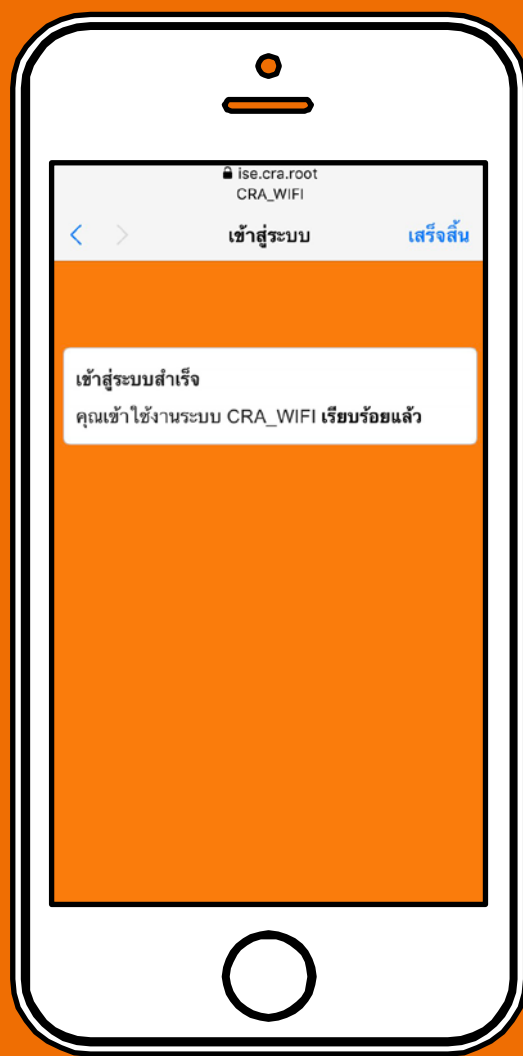 ise.cra.root
CRA_WIFI
เข้าสู่ระบบ เสร็จสิ้น
เข้าสู่ระบบสำเร็จ
คุณเข้าใช้งานระบบ CRA_WIFI เรียบร้อยแล้ว